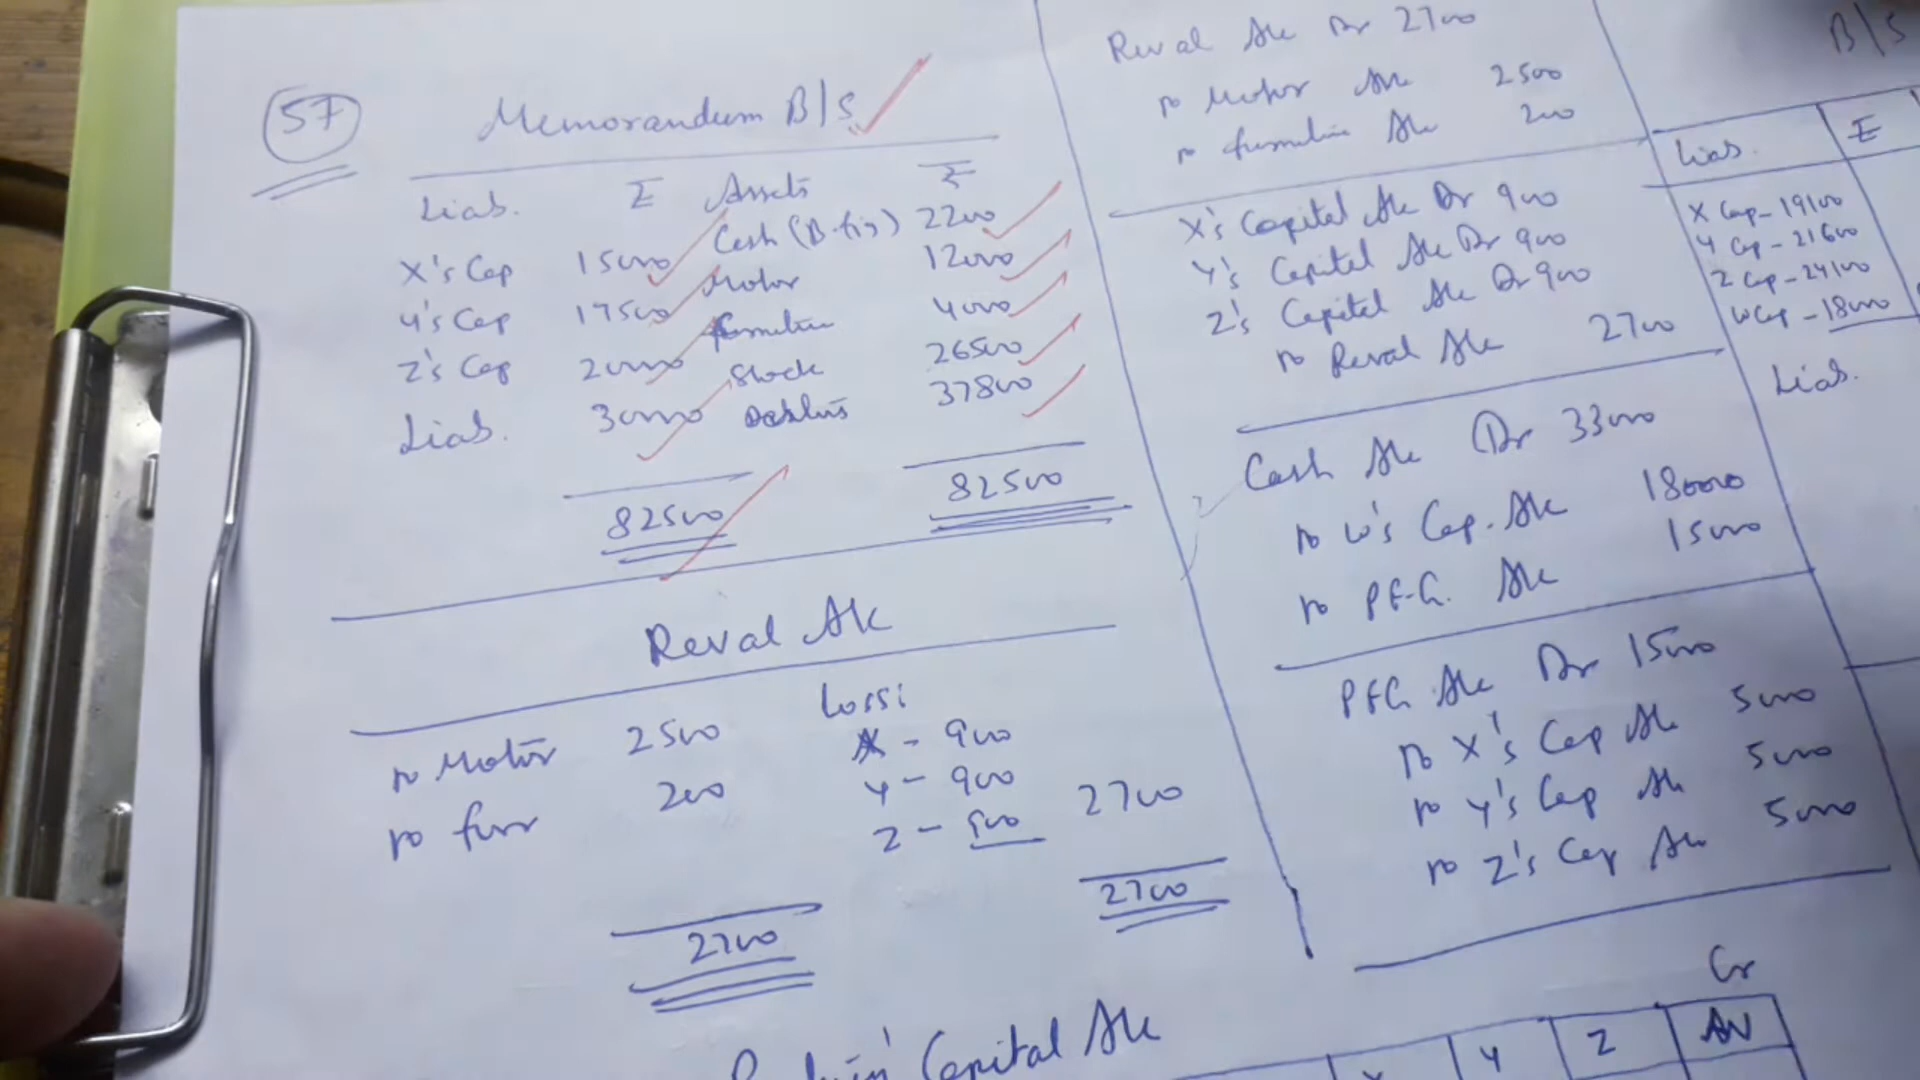 57
Memorandum B/S
Liab. ₹ Assets ₹
X's Cap 15000 Cash (B.fig) 2200
Y's Cap 17500 Motor 12000
Z's Cap 20000 Furniture 4000
Liab. 30000 Stock 26500
Debtors 37800
82500 82500
Reval A/c
To Motor 2500 Loss:
To furr 200 X - 900
Y - 900
Z - 900 2700
2700 2700
Capital A/c
Reval A/c Dr 2700
To Motor A/c 2500
To furniture A/c 200
X's Capital A/c Dr 900
Y's Capital A/c Dr 900
Z's Capital A/c Dr 900
To Reval A/c 2700
Cash A/c Dr 33000
To W's Cap. A/c 18000
To PFG. A/c 15000
PFG A/c Dr 15000
To X's Cap A/c 5000
To Y's Cap A/c 5000
To Z's Cap A/c 5000
Cr
Y Z
B/S
Liab. ₹
X Cap - 19100
Y Cap - 21600
Z Cap - 24100
W Cap - 18000
Liab.